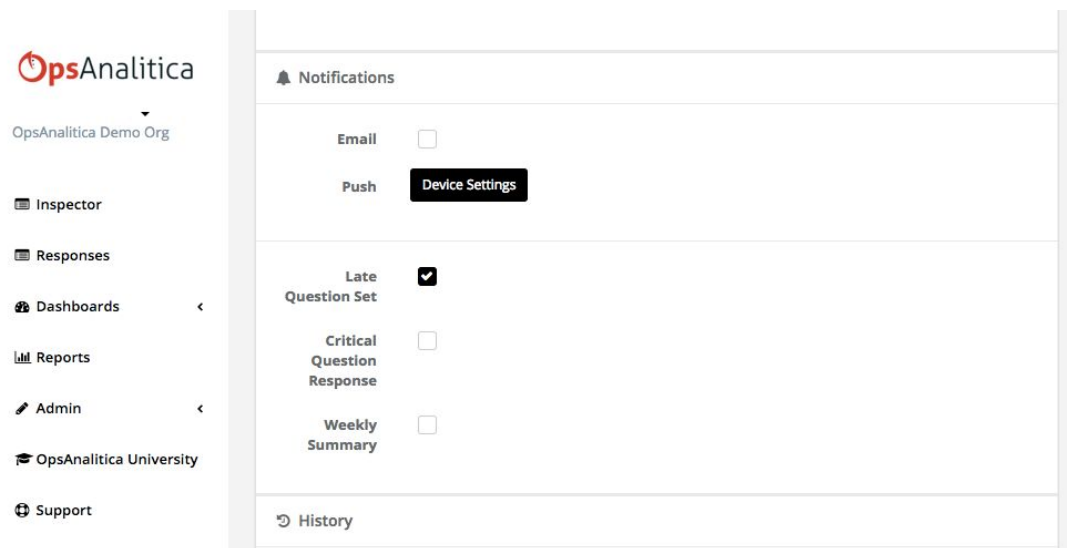 OpsAnalitica
OpsAnalitica Demo Org
Inspector
Responses
Dashboards
Reports
Admin
OpsAnalitica University
Support
Notifications
Email
Push
Device Settings
Late
Question Set
Critical
Question
Response
Weekly
Summary
History